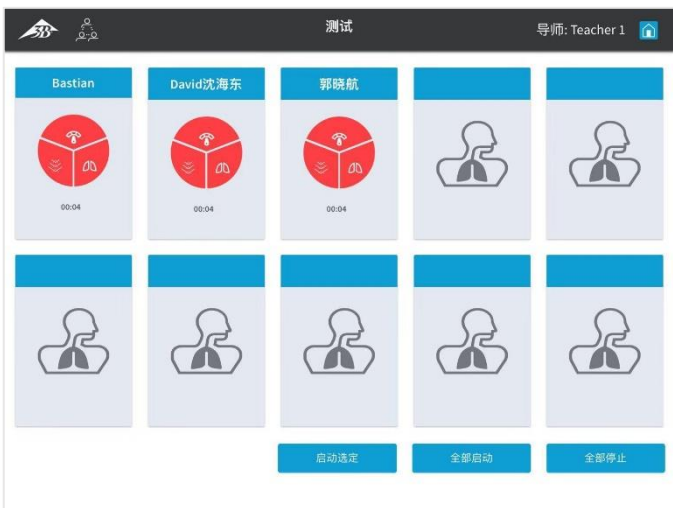 3B
测试
导师: Teacher 1
Bastian
David沈海东
郭晓航
00:04
00:04
00:04
启动选定
全部启动
全部停止